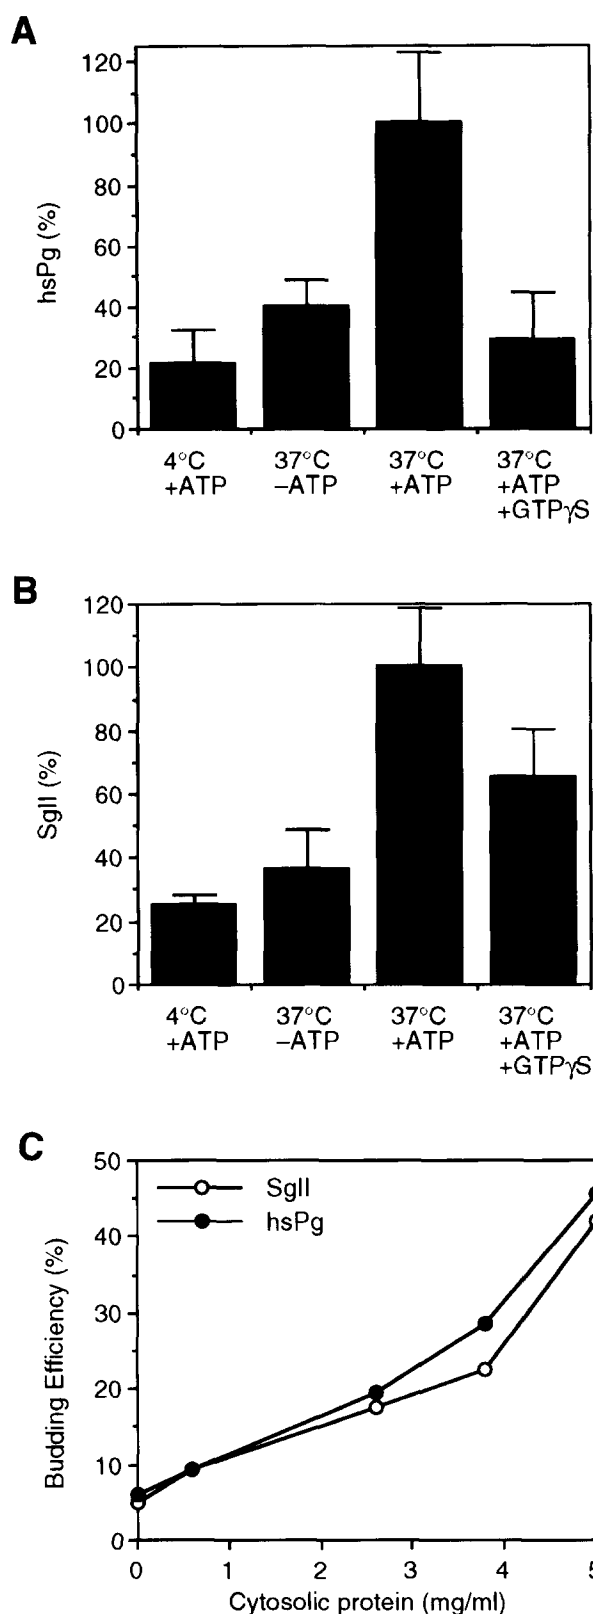 A
120
100
80
60
40
20
0
hsPg (%)
4°C
+ATP
37°C
−ATP
37°C
+ATP
37°C
+ATP
+GTPγS
B
120
100
80
60
40
20
0
SgII (%)
4°C
+ATP
37°C
−ATP
37°C
+ATP
37°C
+ATP
+GTPγS
C
50
40
30
20
10
0
Budding Efficiency (%)
SgII
hsPg
0 1 2 3 4 5
Cytosolic protein (mg/ml)